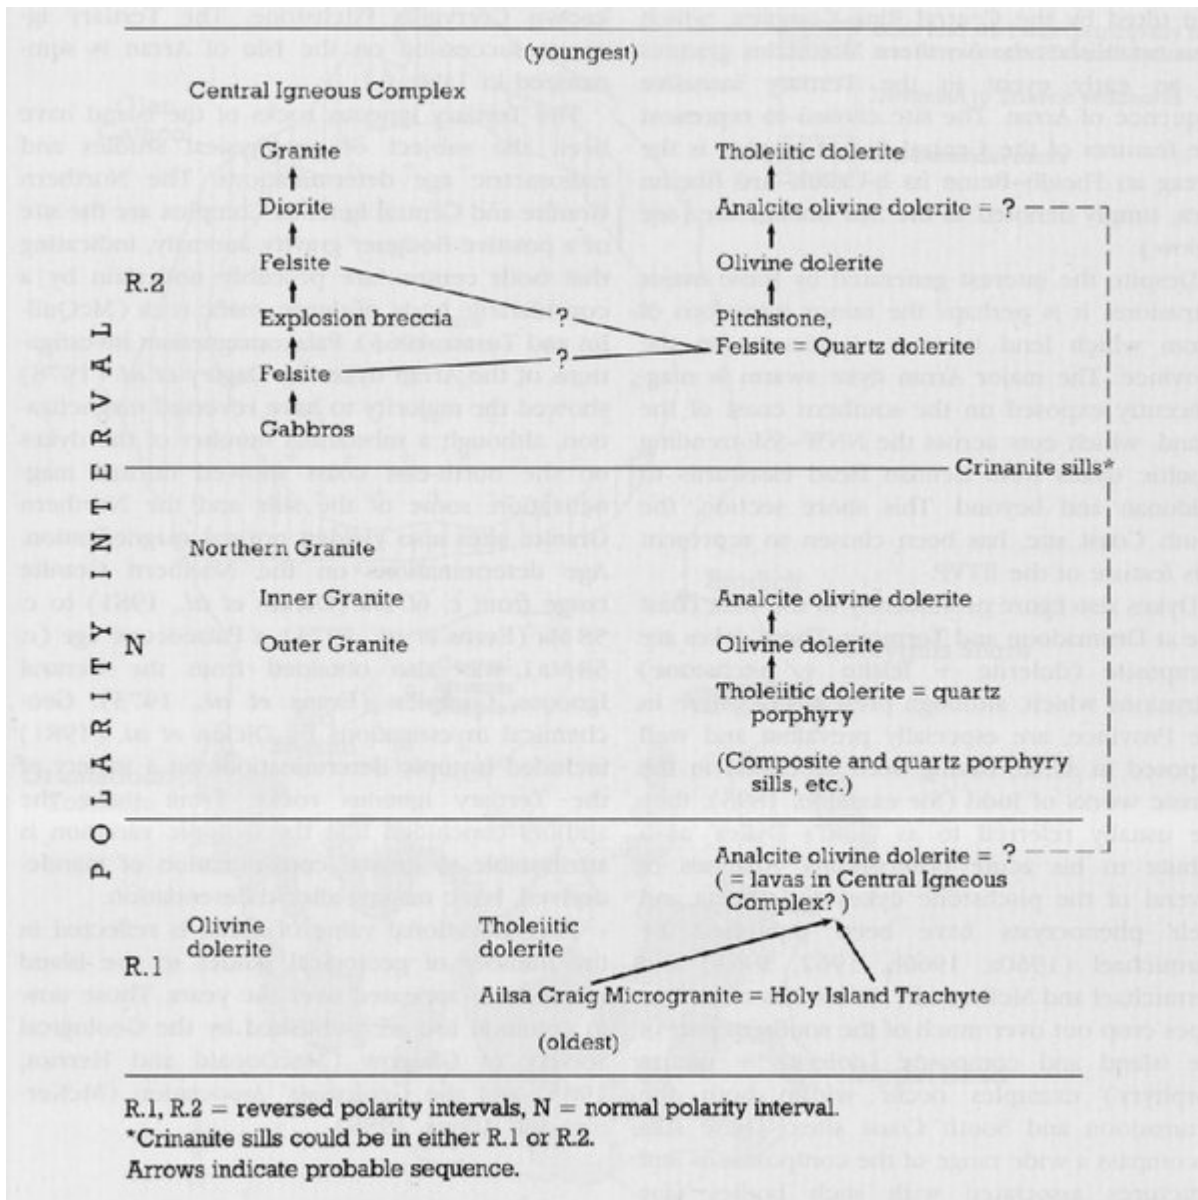 (youngest)
Central Igneous Complex
Granite
Tholeiitic dolerite
Diorite
Analcite olivine dolerite = ?
R.2
Felsite
Olivine dolerite
Explosion breccia
?
Pitchstone,
Felsite
?
Felsite = Quartz dolerite
Gabbros
POLARITY INTERVAL
Crinanite sills*
Northern Granite
Inner Granite
Analcite olivine dolerite
N
Outer Granite
Olivine dolerite
Tholeiitic dolerite = quartz
porphyry
(Composite and quartz porphyry
sills, etc.)
Analcite olivine dolerite = ?
( = lavas in Central Igneous
Complex? )
Olivine
dolerite
Tholeiitic
dolerite
R.1
Ailsa Craig Microgranite = Holy Island Trachyte
(oldest)
R.1, R.2 = reversed polarity intervals, N = normal polarity interval.
*Crinanite sills could be in either R.1 or R.2.
Arrows indicate probable sequence.